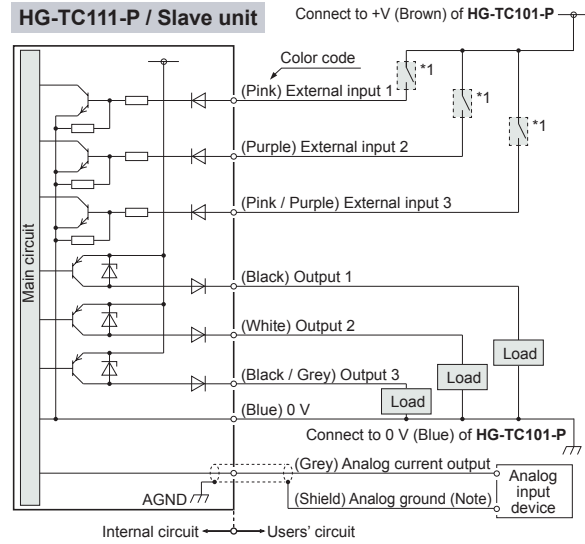 HG-TC111-P / Slave unit
Connect to +V (Brown) of HG-TC101-P
Color code
*1
*1
*1
(Pink) External input 1
(Purple) External input 2
(Pink / Purple) External input 3
Main circuit
(Black) Output 1
(White) Output 2
(Black / Grey) Output 3
Load
Load
Load
(Blue) 0 V
Connect to 0 V (Blue) of HG-TC101-P
(Grey) Analog current output
AGND
(Shield) Analog ground (Note)
Analog
input
device
Internal circuit
Users' circuit